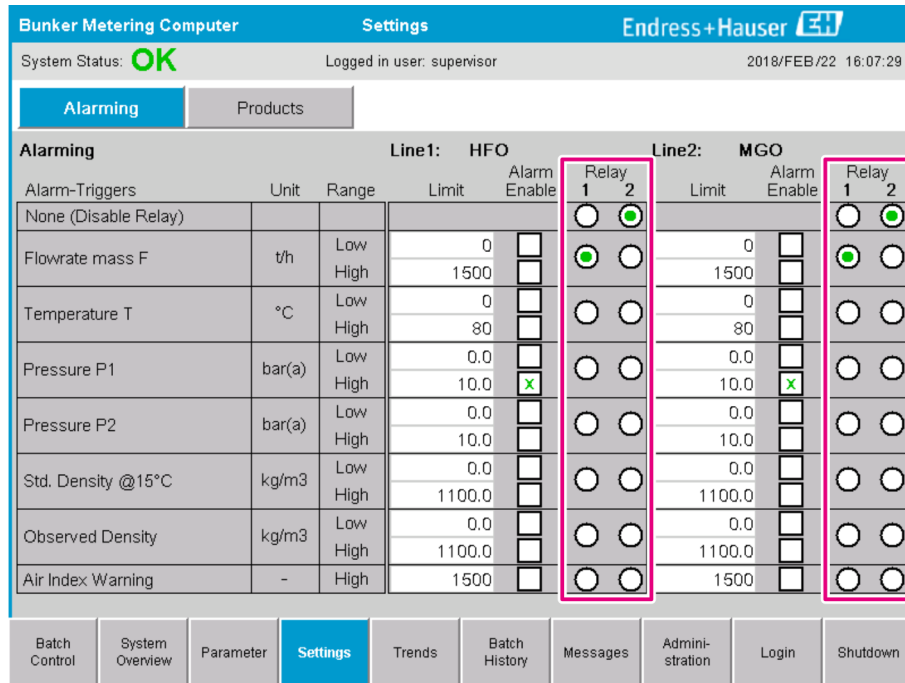 Bunker Metering Computer Settings Endress+Hauser EH
System Status: OK Logged in user: supervisor 2018/FEB/22 16:07:29
Alarming Products
Alarming Line1: HFO Line2: MGO
Alarm Relay Alarm Relay
Alarm-Triggers Unit Range Limit Enable 1 2 Limit Enable 1 2
None (Disable Relay)
Flowrate mass F t/h Low 0 0
High 1500 1500
Temperature T °C Low 0 0
High 80 80
Pressure P1 bar(a) Low 0.0 0.0
High 10.0 x 10.0 x
Pressure P2 bar(a) Low 0.0 0.0
High 10.0 10.0
Std. Density @15°C kg/m3 Low 0.0 0.0
High 1100.0 1100.0
Observed Density kg/m3 Low 0.0 0.0
High 1100.0 1100.0
Air Index Warning - High 1500 1500
Batch Control System Overview Parameter Settings Trends Batch History Messages Admini-stration Login Shutdown